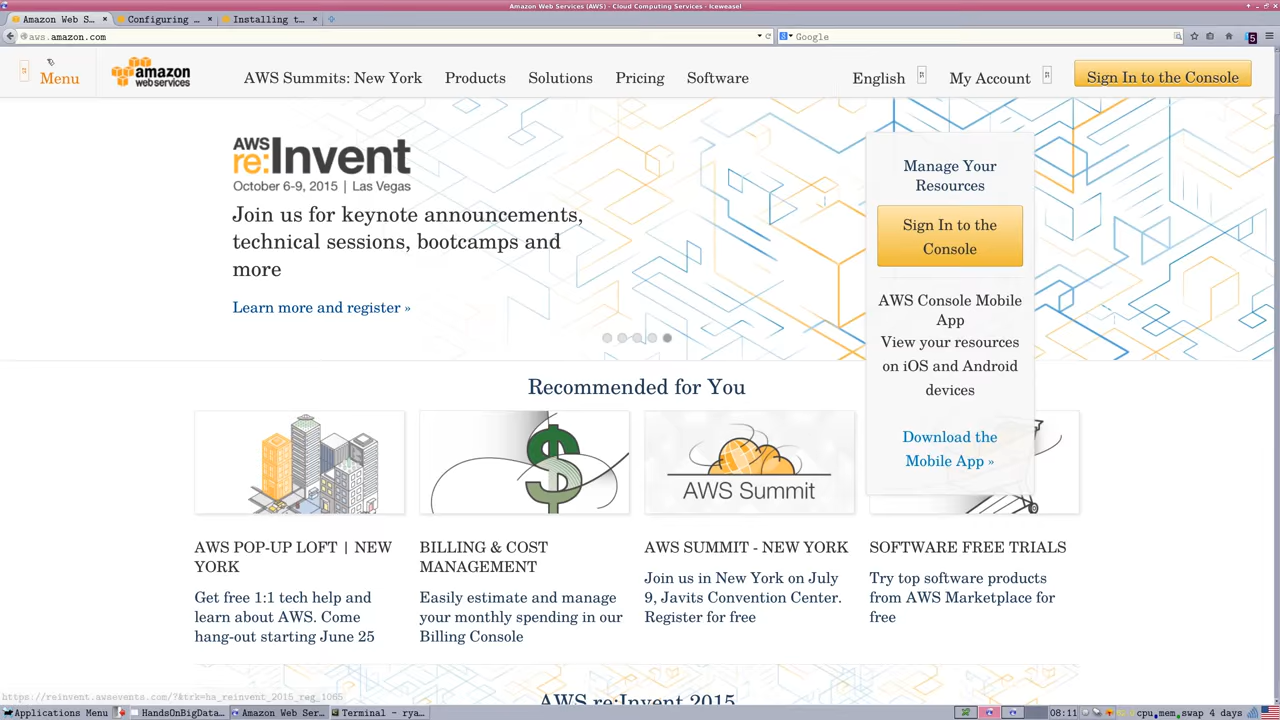 Amazon Web Services (AWS) - Cloud Computing Services - Iceweasel
Amazon Web S...
Configuring ...
Installing t...
aws.amazon.com
Google
5
Menu
amazon
web services
AWS Summits: New York
Products
Solutions
Pricing
Software
English
My Account
Sign In to the Console
AWS
re:Invent
October 6-9, 2015 | Las Vegas
Join us for keynote announcements,
technical sessions, bootcamps and
more
Learn more and register »
Manage Your
Resources
Sign In to the
Console
AWS Console Mobile
App
View your resources
on iOS and Android
devices
Download the
Mobile App »
Recommended for You
AWS Summit
AWS POP-UP LOFT | NEW
YORK
Get free 1:1 tech help and
learn about AWS. Come
hang-out starting June 25
BILLING & COST
MANAGEMENT
Easily estimate and manage
your monthly spending in our
Billing Console
AWS SUMMIT - NEW YORK
Join us in New York on July
9, Javits Convention Center.
Register for free
SOFTWARE FREE TRIALS
Try top software products
from AWS Marketplace for
free
AWS re:Invent 2015
https://reinvent.awsevents.com/?&trk=ha_reinvent_2015_reg_1065
Applications Menu
HandsOnBigData...
Amazon Web Ser...
Terminal - rya...
08:11
cpu mem swap 4 days